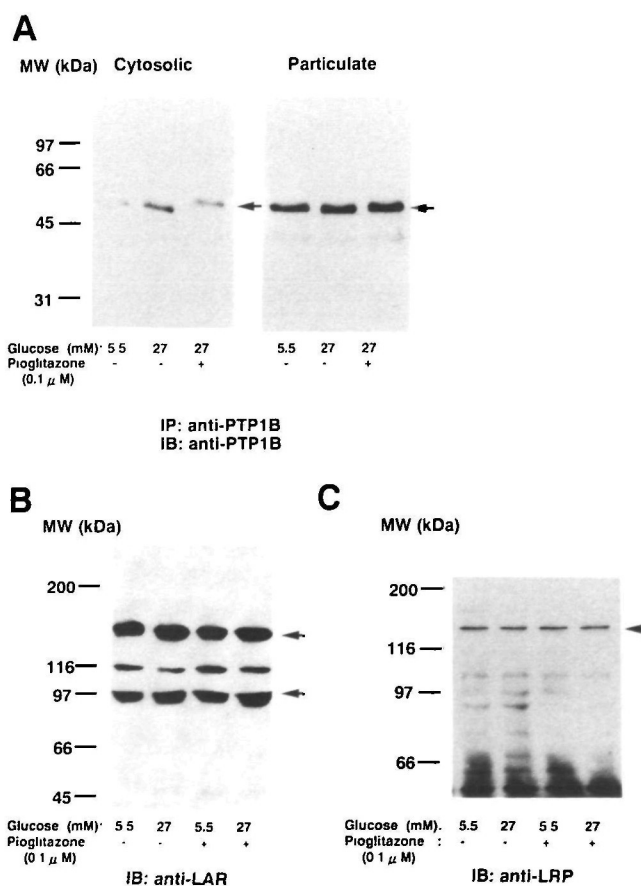 A
MW (kDa) Cytosolic Particulate
97
66
45
31
Glucose (mM): 5 5 27 27 5.5 27 27
Pioglitazone - - + - - +
(0.1 μ M)
IP: anti-PTP1B
IB: anti-PTP1B
B
MW (kDa)
200
116
97
66
45
Glucose (mM): 5 5 27 5.5 27
Pioglitazone - - + +
(0 1 μ M)
IB: anti-LAR
C
MW (kDa)
200
116
97
66
Glucose (mM). 5.5 27 5 5 27
Pioglitazone : - - + +
(0 1 μ M)
IB: anti-LRP